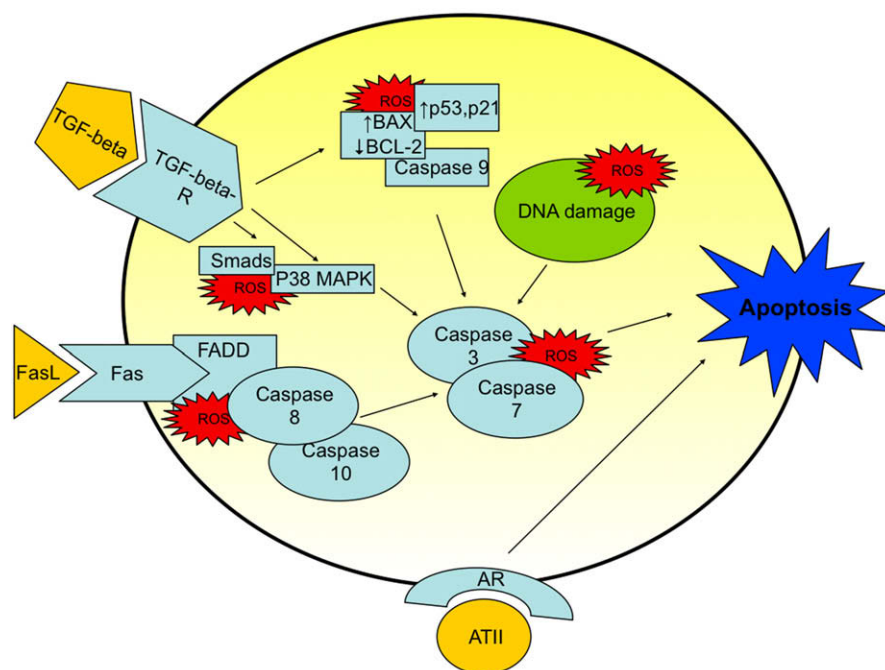 TGF-beta
TGF-beta-
R
ROS
↑p53,p21
↑BAX
↓BCL-2
Caspase 9
ROS
DNA damage
Smads
ROS
P38 MAPK
Apoptosis
Caspase
3
ROS
Caspase
7
FasL
Fas
FADD
ROS
Caspase
8
Caspase
10
AR
ATII